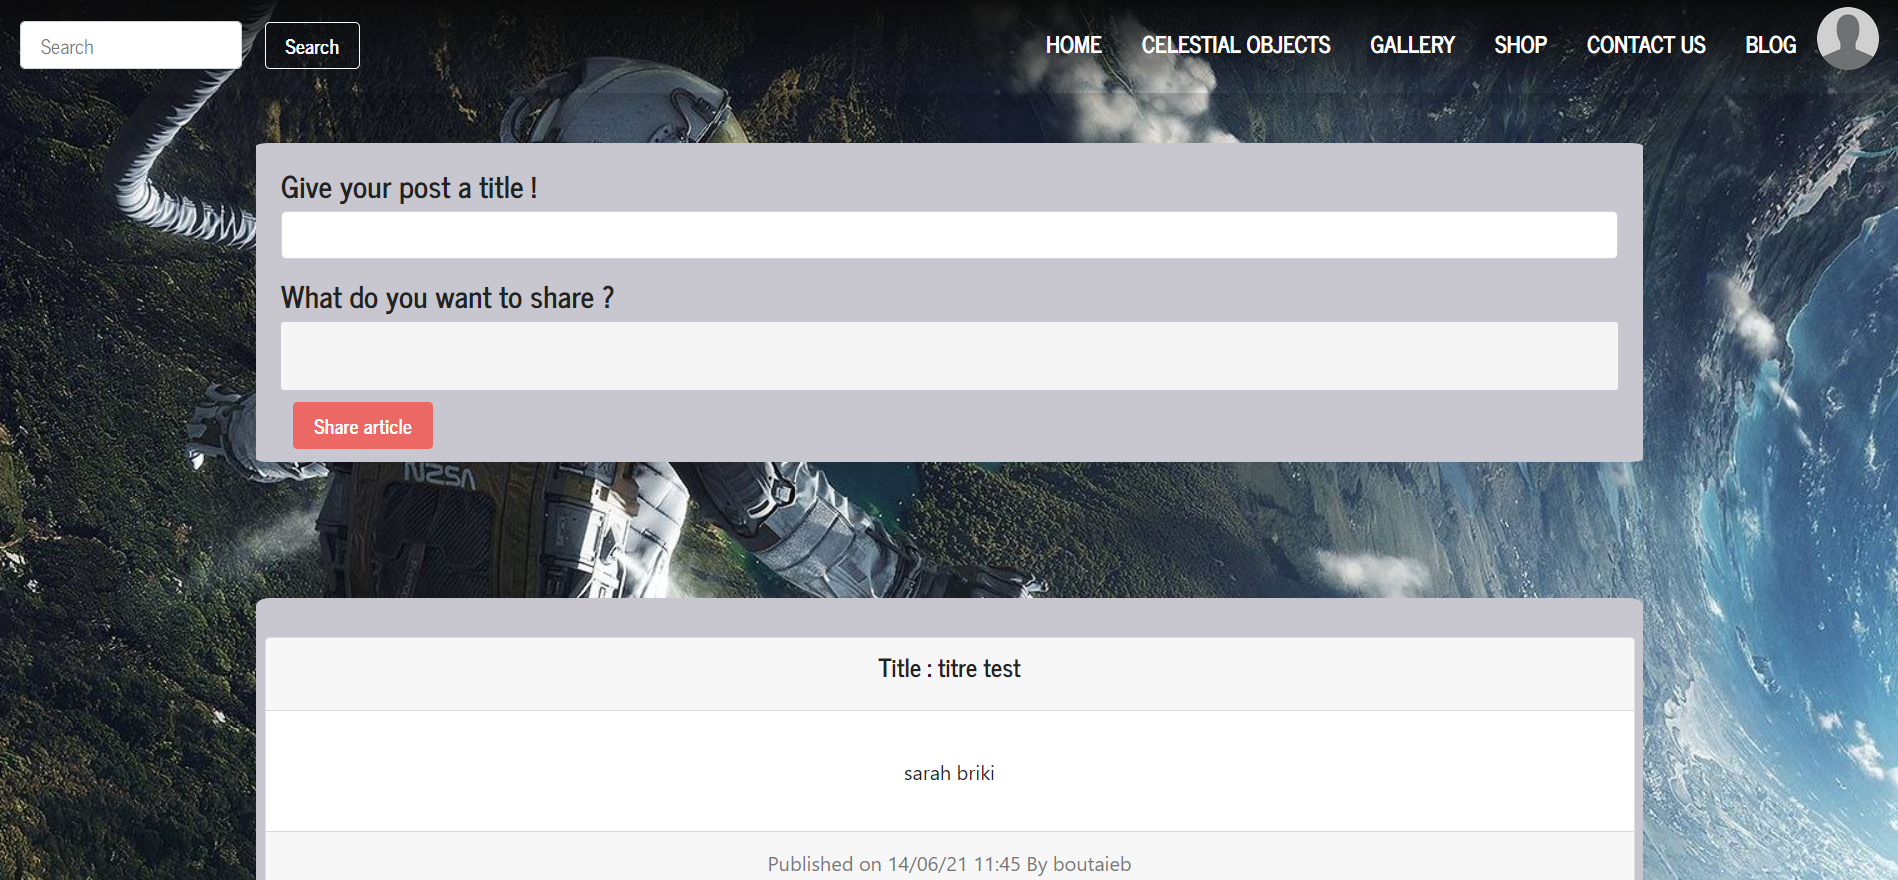 Search
Search
HOME
CELESTIAL OBJECTS
GALLERY
SHOP
CONTACT US
BLOG
Give your post a title !
What do you want to share ?
Share article
NASA
Title : titre test
sarah briki
Published on 14/06/21 11:45 By boutaieb